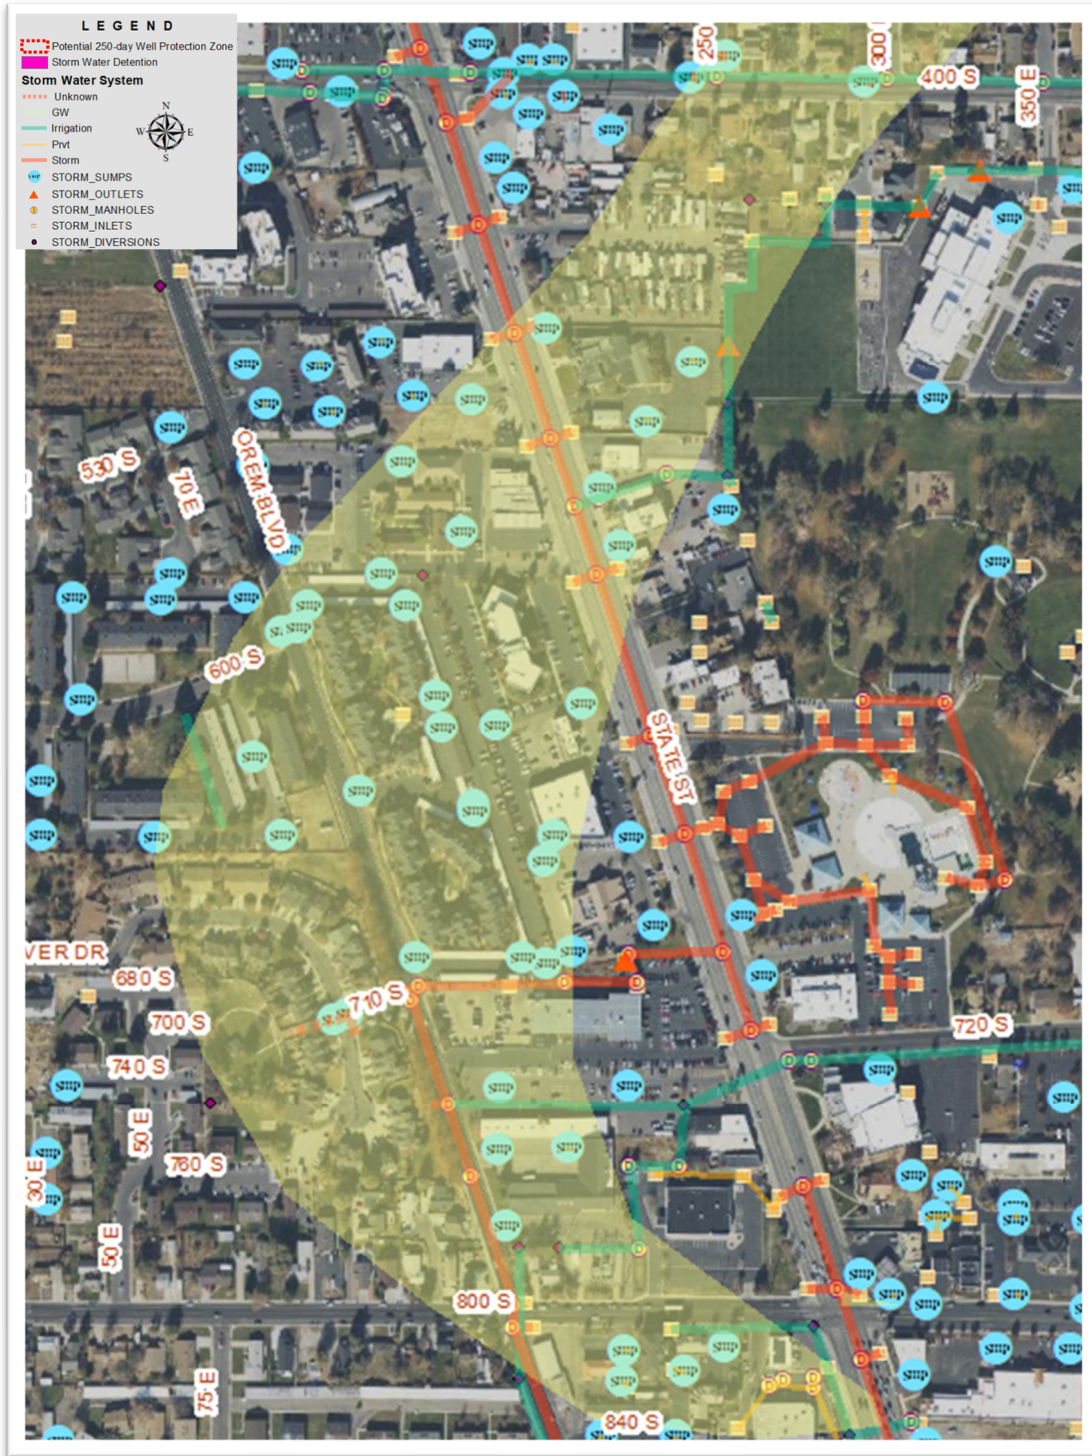 L E G E N D
Potential 250-day Well Protection Zone
Storm Water Detention
Storm Water System
Unknown
GW
Irrigation
Prvt
Storm
STORM_SUMPS
STORM_OUTLETS
STORM_MANHOLES
STORM_INLETS
STORM_DIVERSIONS
N
W
E
S
250
300
400 S
350 E
530 S
70 E
OREM BLVD
600 S
STATE ST
VER DR
680 S
710 S
700 S
720 S
740 S
50 E
760 S
30 E
50 E
800 S
75 E
840 S